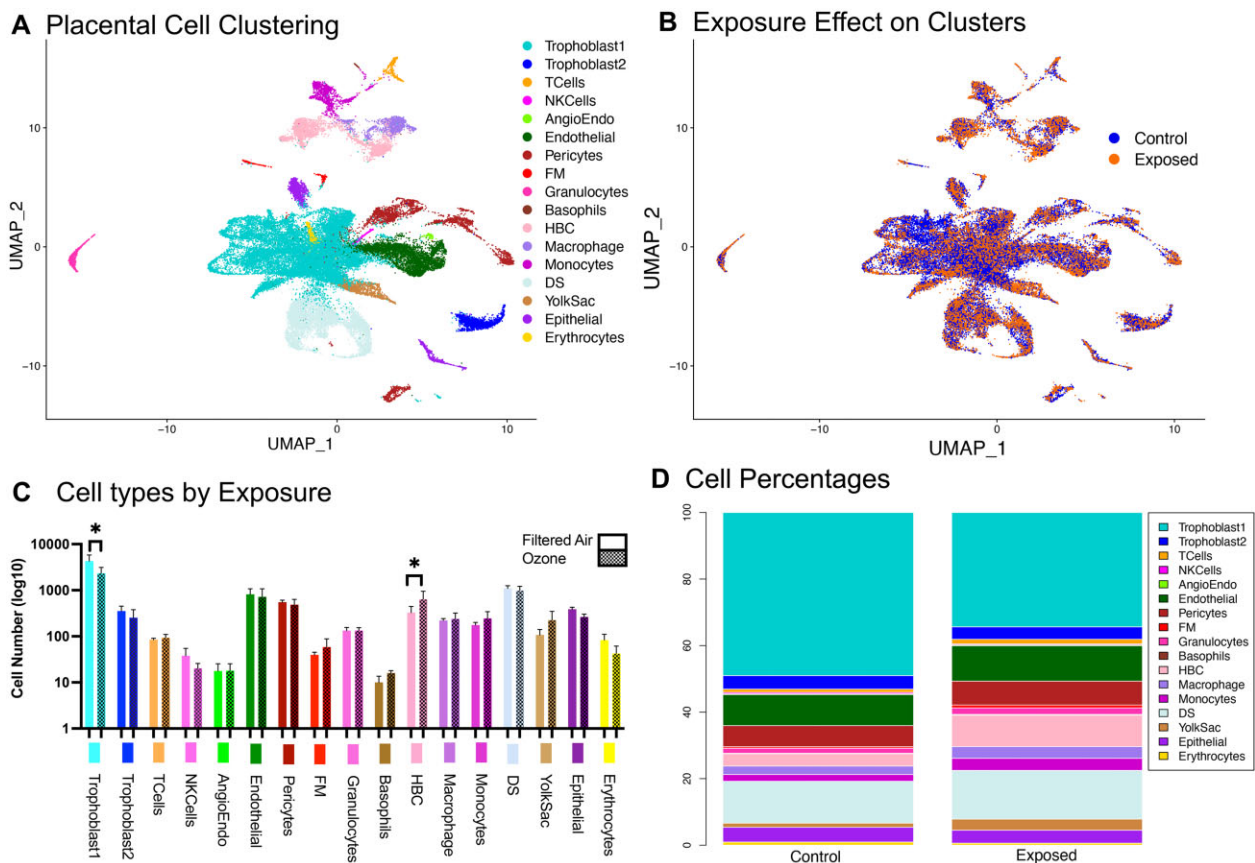 A Placental Cell Clustering
Trophoblast1
Trophoblast2
TCells
NKCells
AngioEndo
Endothelial
Pericytes
FM
Granulocytes
Basophils
HBC
Macrophage
Monocytes
DS
YolkSac
Epithelial
Erythrocytes
UMAP_2
10
0
−10
−10
0
10
UMAP_1
B Exposure Effect on Clusters
Control
Exposed
UMAP_2
10
0
−10
−10
0
10
UMAP_1
C Cell types by Exposure
Filtered Air
Ozone
*
*
Cell Number (log10)
10000
1000
100
10
1
Trophoblast1
Trophoblast2
TCells
NKCells
AngioEndo
Endothelial
Pericytes
FM
Granulocytes
Basophils
HBC
Macrophage
Monocytes
DS
YolkSac
Epithelial
Erythrocytes
D Cell Percentages
100
80
60
40
20
0
Control
Exposed
Trophoblast1
Trophoblast2
TCells
NKCells
AngioEndo
Endothelial
Pericytes
FM
Granulocytes
Basophils
HBC
Macrophage
Monocytes
DS
YolkSac
Epithelial
Erythrocytes